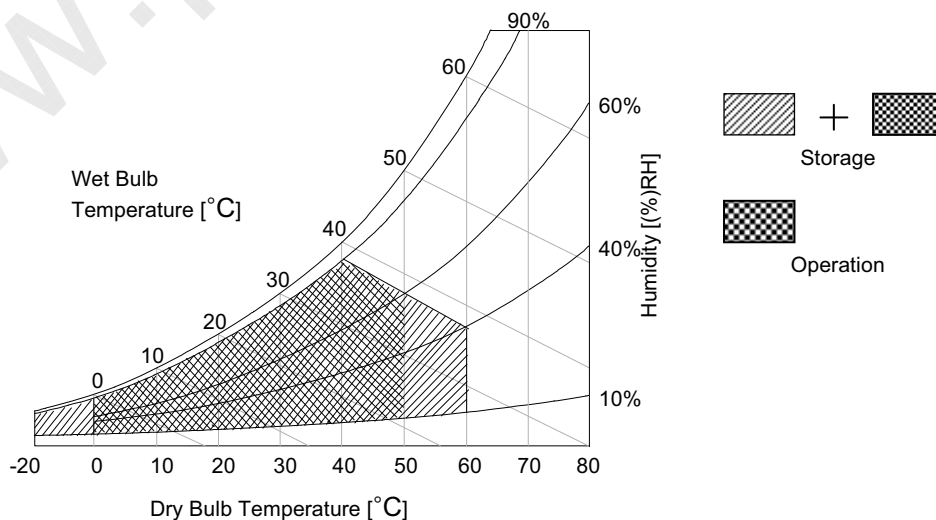 w.
90%
60
60%
50
Wet Bulb
Temperature [°C]
Storage
40
40%
Humidity [(%)RH]
30
Operation
20
10
0
10%
-20 0 10 20 30 40 50 60 70 80
Dry Bulb Temperature [°C]